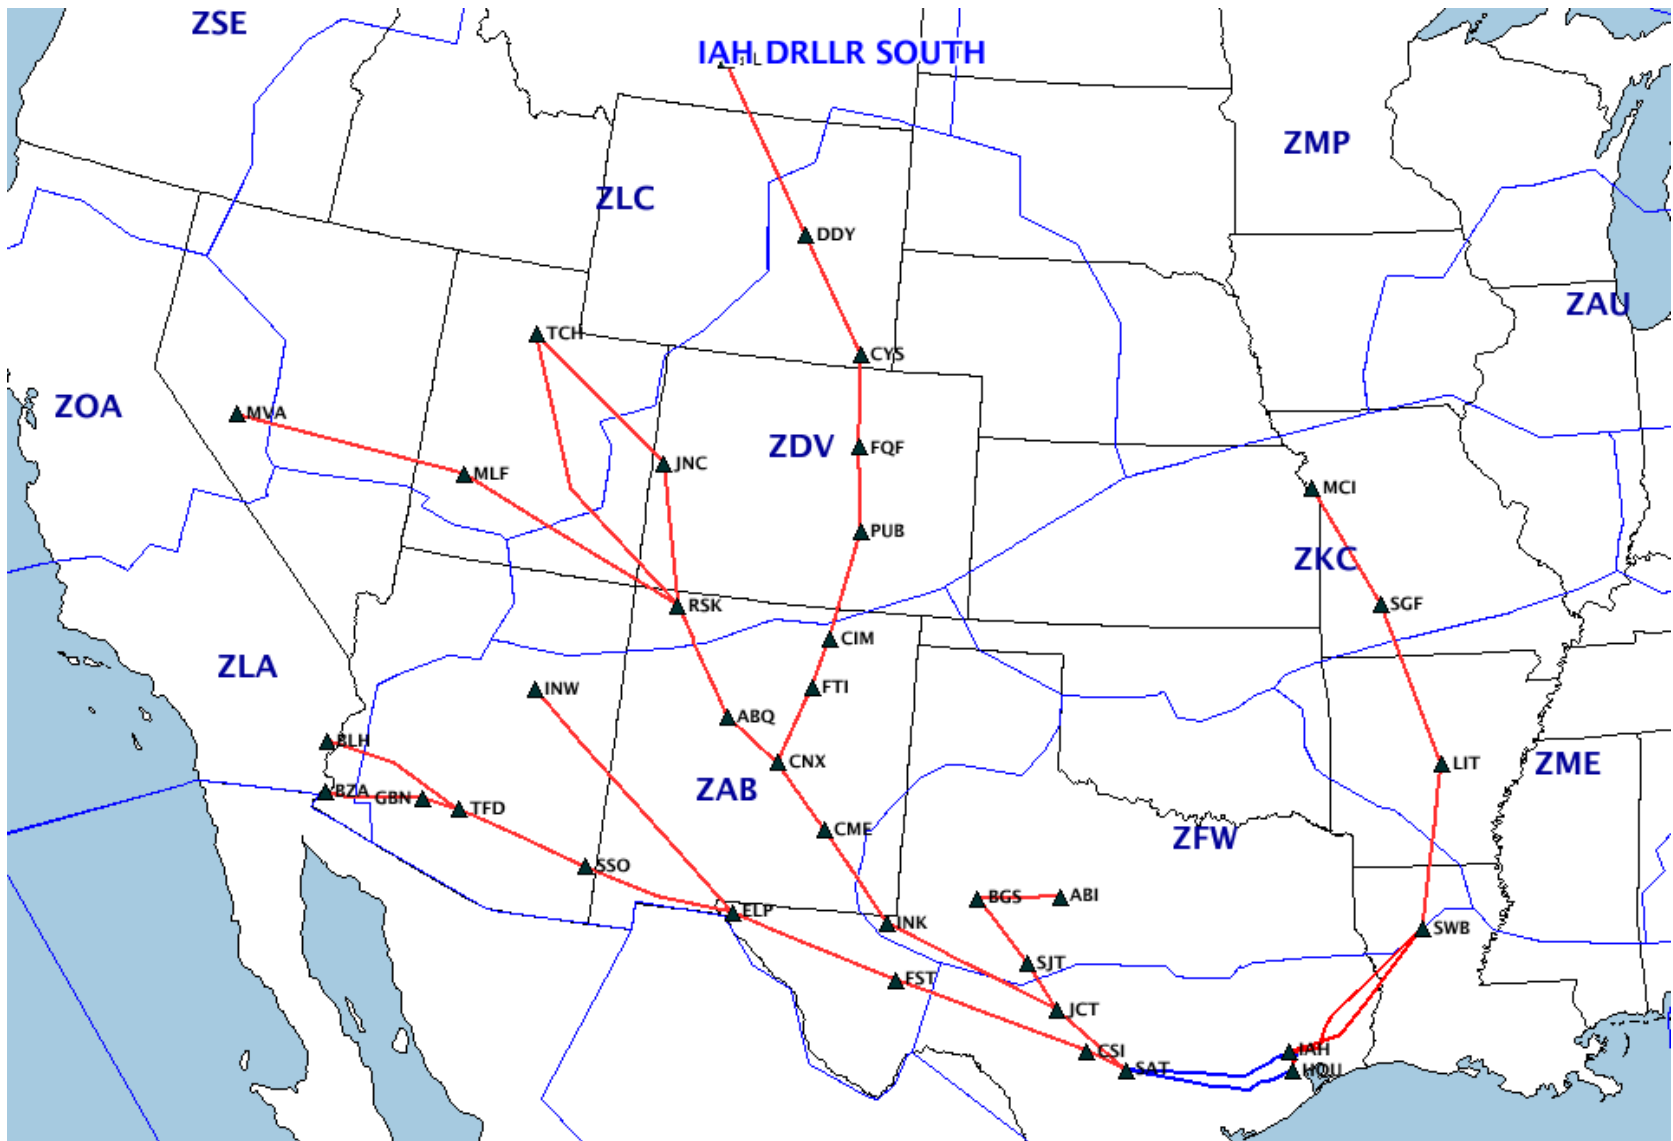 ZSE
IAH DRLLR SOUTH
ZMP
ZLC
DDY
ZAU
TCH
CYS
ZOA
MVA
ZDV
FQF
JNC
MLF
MCI
PUB
ZKC
RSK
SGF
CIM
ZLA
INW
FTI
ABQ
BLH
CNX
LIT
ZME
BZA
GBN
TFD
ZAB
CME
ZFW
SSO
BGS
ABI
ELP
INK
SWB
SJT
FST
JCT
CSI
IAH
SAT
HOU